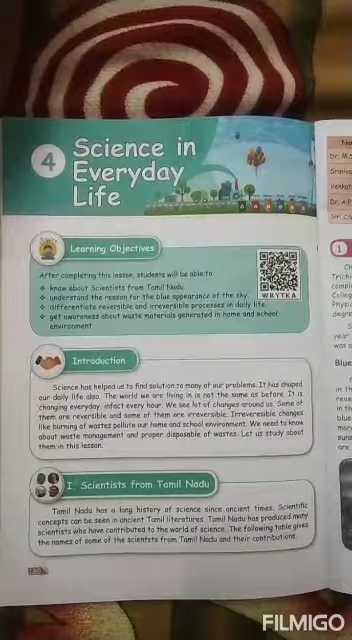 4
Science in
Everyday
Life
Learning Objectives
After completing this lesson, students will be able to
know about Scientists from Tamil Nadu.
understand the reason for the blue appearance of the sky.
differentiate reversible and irreversible processes in daily life.
get awareness about waste materials generated in home and school
environment.
WRYTKA
Introduction
Science has helped us to find solution to many of our problems. It has shaped
our daily life also. The world we are living in is not the same as before. It is
changing everyday, infact every hour. We see lot of changes around us. Some of
them are reversible and some of them are irreversible. Irreversible changes
like burning of wastes pollute our home and school environment. We need to know
about waste management and proper disposable of wastes. Let us study about
them in this lesson.
I. Scientists from Tamil Nadu
Tamil Nadu has a long history of science since ancient times. Scientific
concepts can be seen in ancient Tamil literatures. Tamil Nadu has produced many
scientists who have contributed to the world of science. The following table gives
the names of some of the scientists from Tamil Nadu and their contributions.
Dr. M.S
Dr. A.P
1
Blue
FILMIGO